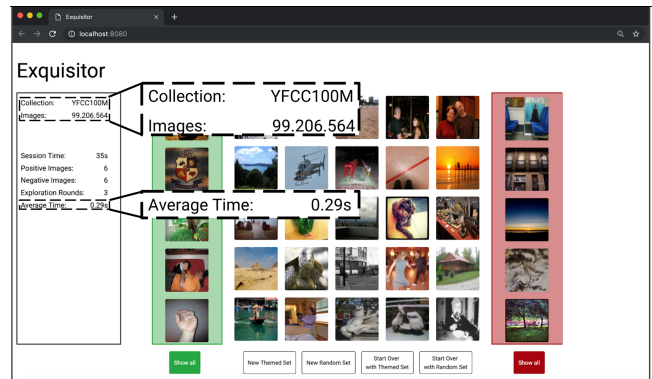 Exquisitor
localhost:8080
Exquisitor
Collection: YFCC100M
Images: 99.206.564
Collection: YFCC100M
Images: 99.206.564
Session Time: 35s
Positive Images: 6
Negative Images: 6
Exploration Rounds: 3
Average Time: 0.29s
Average Time: 0.29s
Show all
New Themed Set
New Random Set
Start Over
with Themed Set
Start Over
with Random Set
Show all